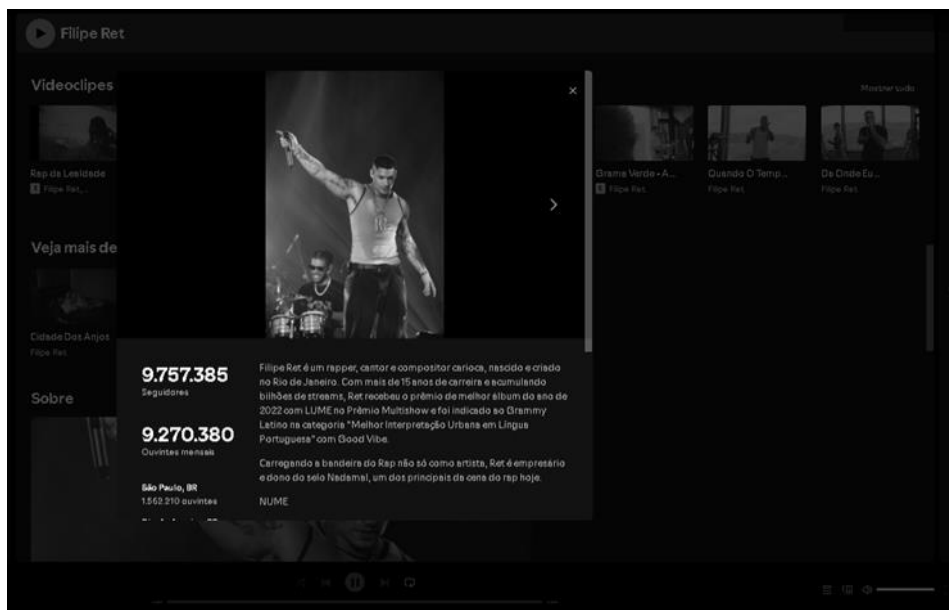 Filipe Ret
Videoclipes
Mostrar tudo
Rap da Lealdade
Filipe Ret,...
Grama Verde - A...
E Filipe Ret
Quando O Temp...
Filipe Ret
De Onde Eu...
Filipe Ret
Veja mais de
Cidade Dos Anjos
Filipe Ret
Sobre
9.757.385
Seguidores
9.270.380
Ouvintes mensais
São Paulo, BR
1.562.210 ouvintes
Filipe Ret é um rapper, cantor e compositor carioca, nascido e criado
no Rio de Janeiro. Com mais de 15 anos de carreira e acumulando
bilhões de streams, Ret recebeu o prêmio de melhor álbum do ano de
2022 com LUME no Prêmio Multishow e foi indicado ao Grammy
Latino na categoria "Melhor Interpretação Urbana em Língua
Portuguesa" com Good Vibe.
Carregando a bandeira do Rap não só como artista, Ret é empresário
e dono do selo Nadamal, um dos principais da cena do rap hoje.
NUME